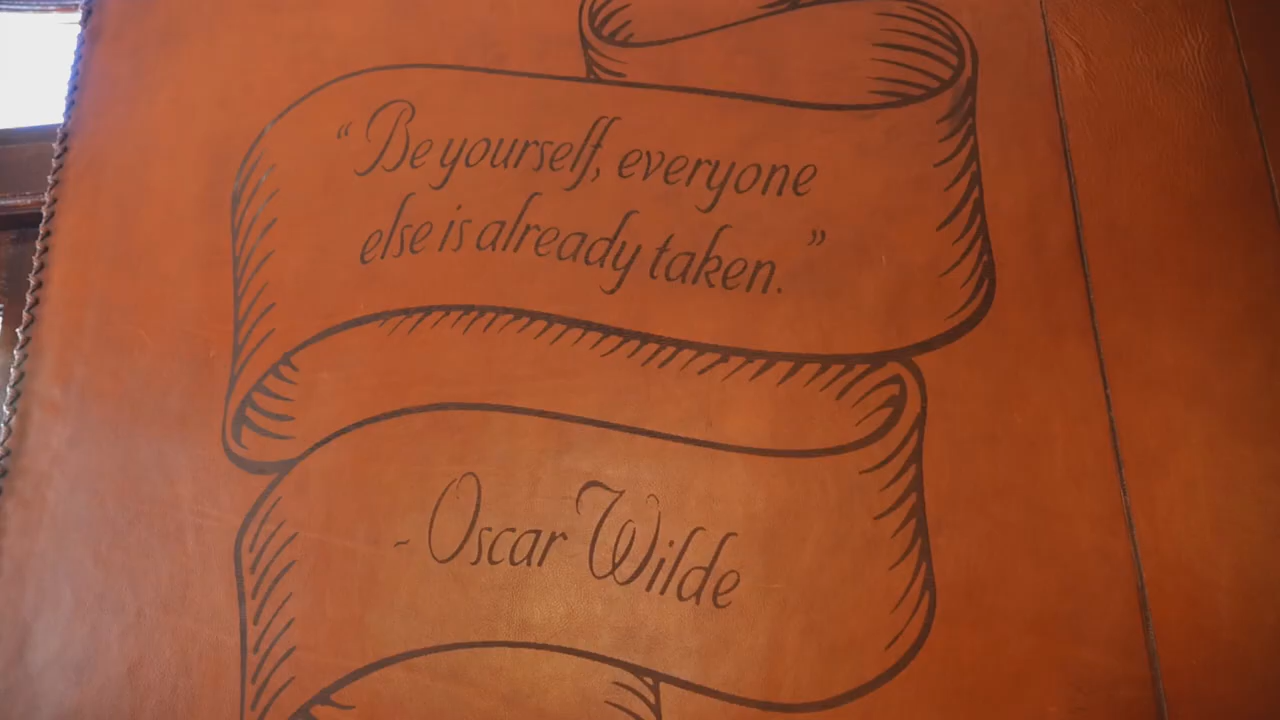 “Be yourself, everyone
else is already taken.”
- Oscar Wilde